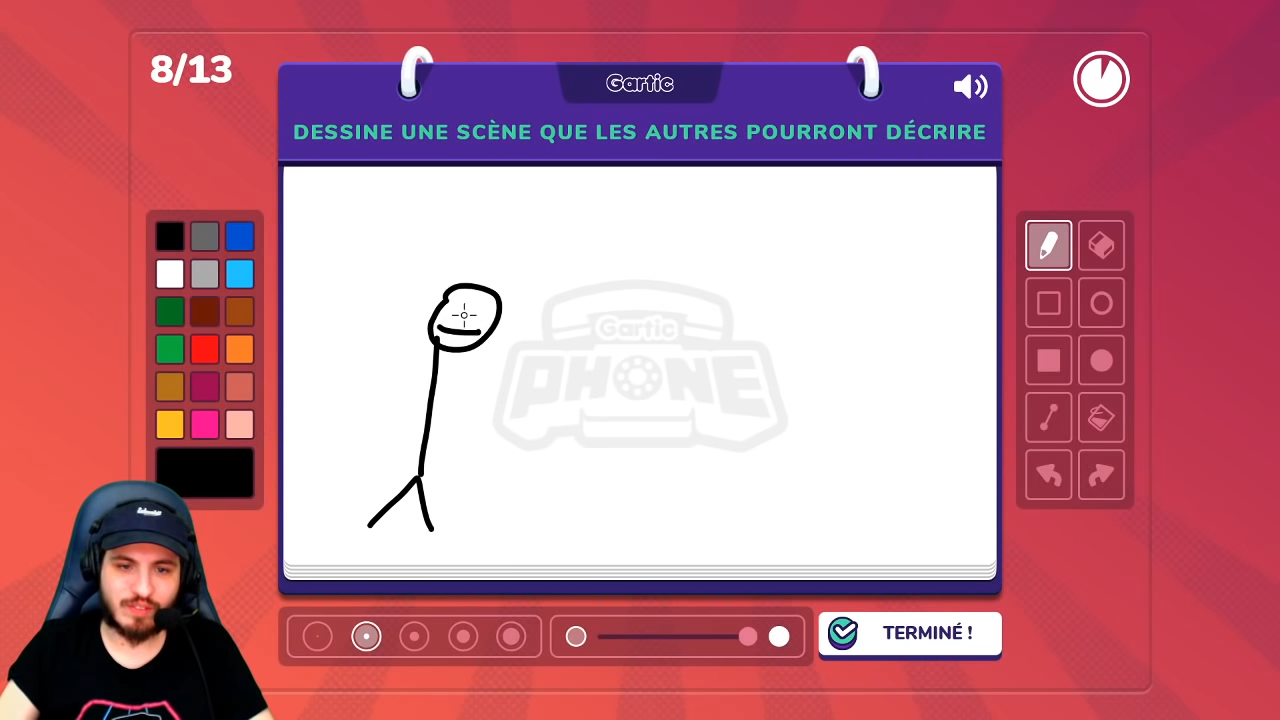 8/13
Gartic
DESSINE UNE SCÈNE QUE LES AUTRES POURRONT DÉCRIRE
Gartic
PHONE
TERMINÉ !